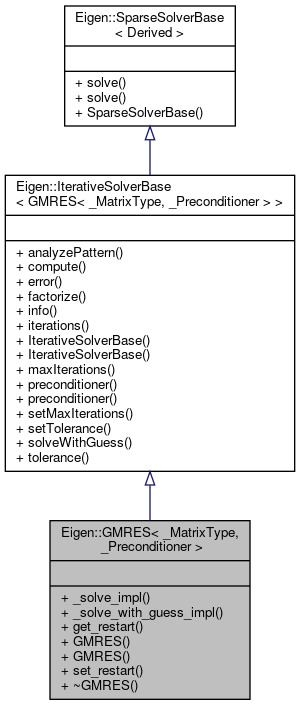 Eigen::SparseSolverBase
< Derived >
+ solve()
+ solve()
+ SparseSolverBase()
Eigen::IterativeSolverBase
< GMRES< _MatrixType, _Preconditioner > >
+ analyzePattern()
+ compute()
+ error()
+ factorize()
+ info()
+ iterations()
+ IterativeSolverBase()
+ IterativeSolverBase()
+ maxIterations()
+ preconditioner()
+ preconditioner()
+ setMaxIterations()
+ setTolerance()
+ solveWithGuess()
+ tolerance()
Eigen::GMRES< _MatrixType,
_Preconditioner >
+ _solve_impl()
+ _solve_with_guess_impl()
+ get_restart()
+ GMRES()
+ GMRES()
+ set_restart()
+ ~GMRES()